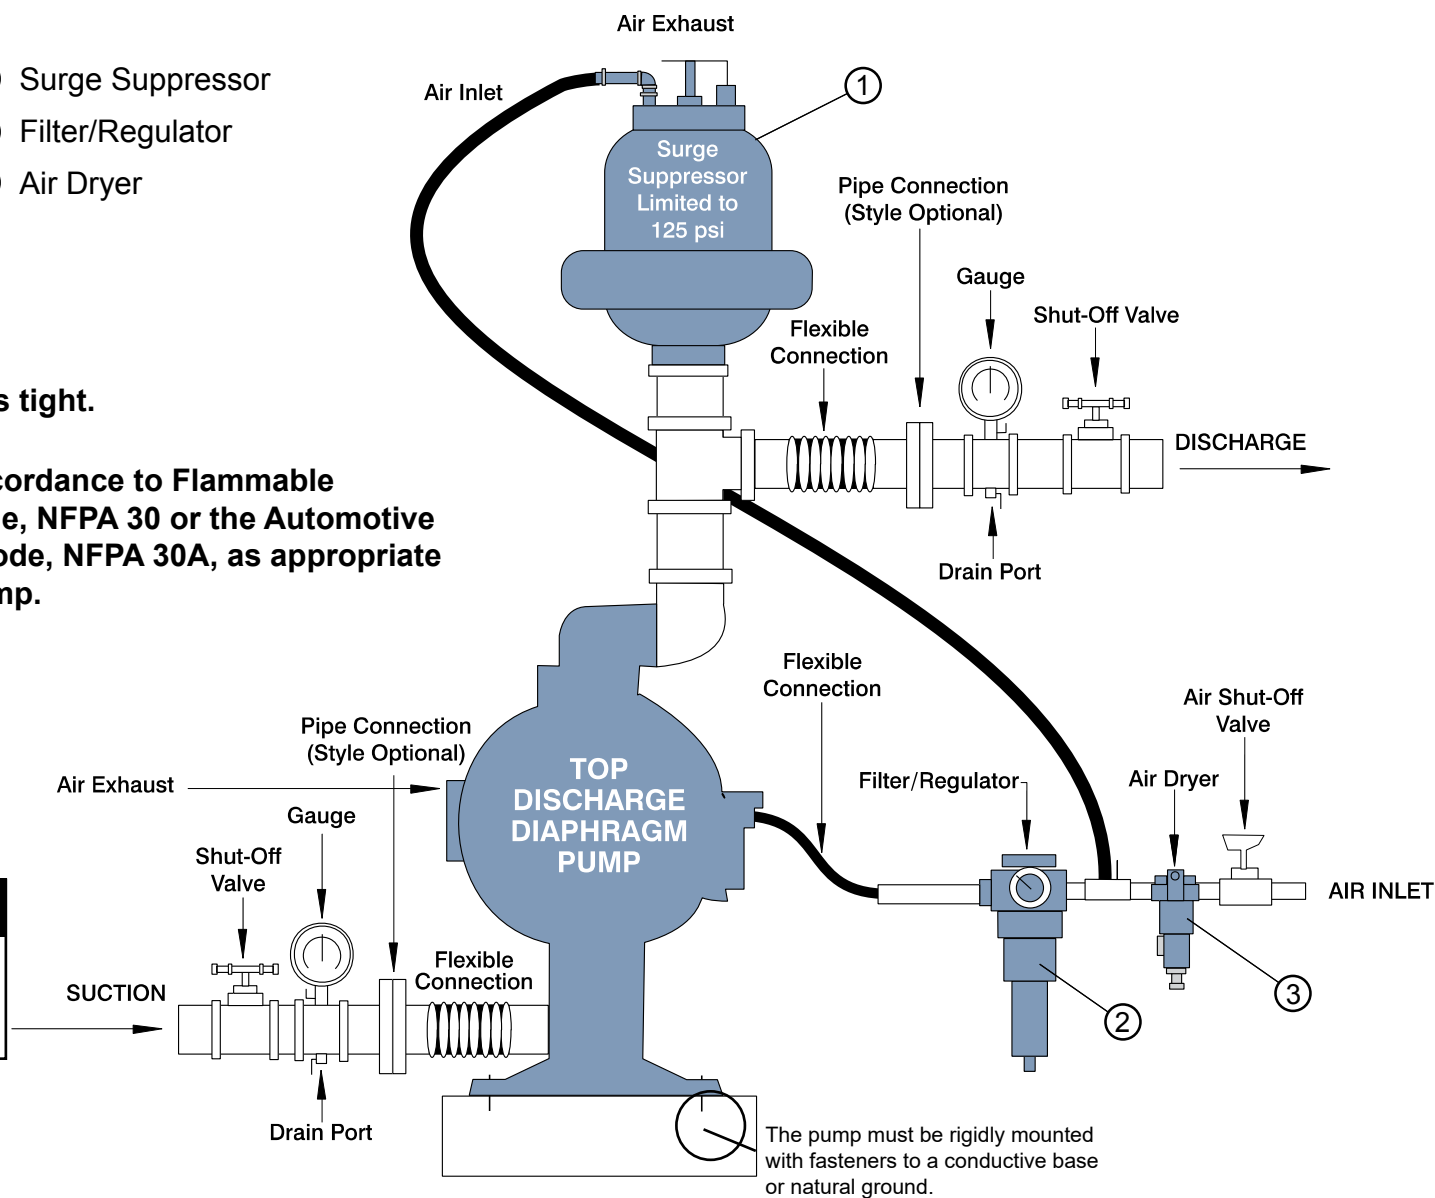 Air Exhaust
Surge Suppressor
Filter/Regulator
Air Dryer
Air Inlet
1
Surge
Suppressor
Limited to
125 psi
Pipe Connection
(Style Optional)
Gauge
Shut-Off Valve
Flexible
Connection
DISCHARGE
Drain Port
tight.
to Flammable
NFPA 30 or the Automotive
NFPA 30A, as appropriate
Flexible
Connection
Air Shut-Off
Valve
Pipe Connection
(Style Optional)
Air Exhaust
TOP
DISCHARGE
DIAPHRAGM
PUMP
Filter/Regulator
Air Dryer
Gauge
Shut-Off
Valve
AIR INLET
Flexible
Connection
SUCTION
2
3
Drain Port
The pump must be rigidly mounted
with fasteners to a conductive base
or natural ground.